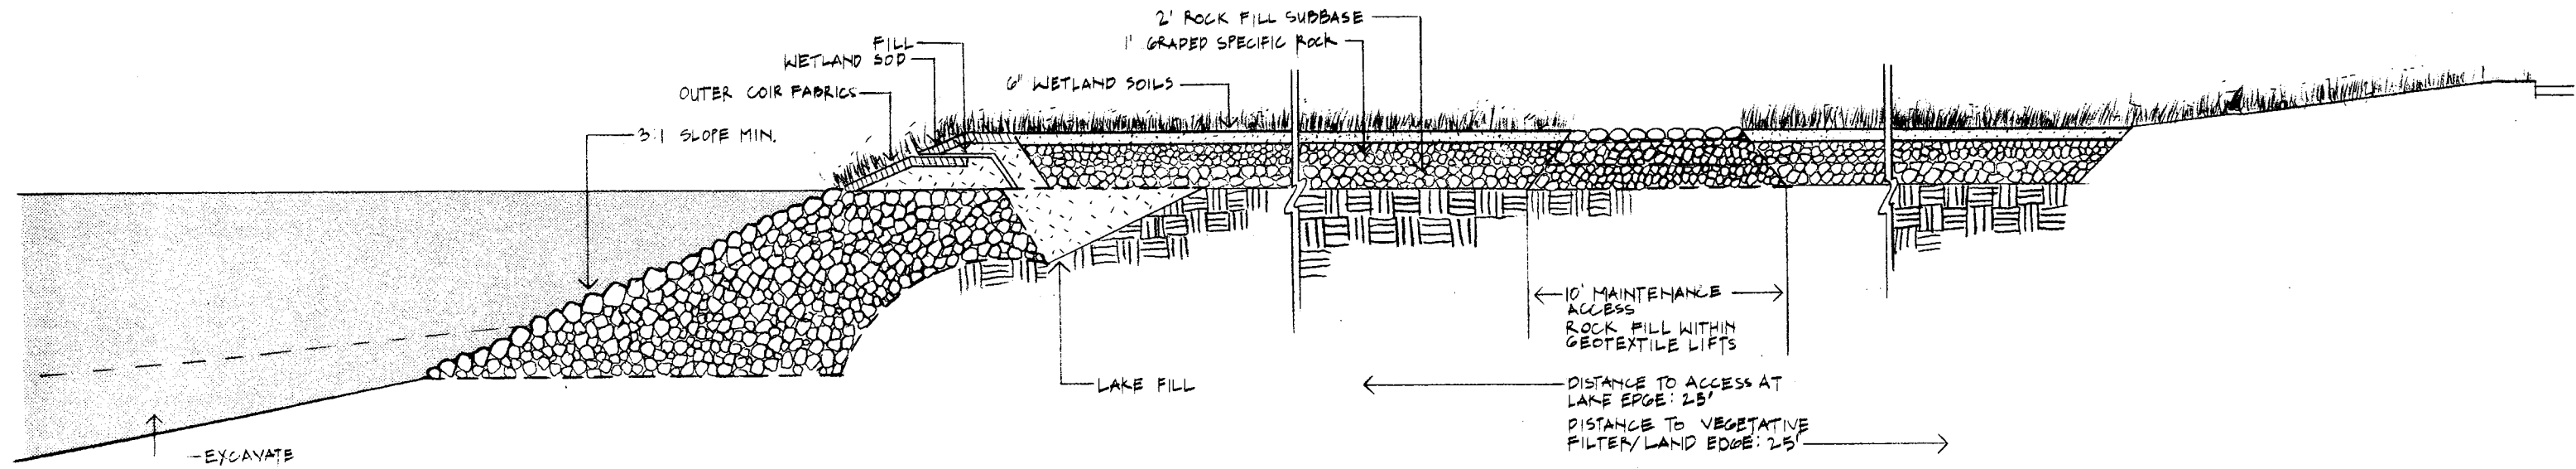 2' ROCK FILL SUBBASE
1' GRADED SPECIFIC ROCK
FILL
WETLAND SOD
6" WETLAND SOILS
OUTER COIR FABRICS
3:1 SLOPE MIN.
10' MAINTENANCE
ACCESS
ROCK FILL WITHIN
GEOTEXTILE LIFTS
LAKE FILL
DISTANCE TO ACCESS AT
LAKE EDGE: 25'
DISTANCE TO VEGETATIVE
FILTER/LAND EDGE: 25'
EXCAVATE